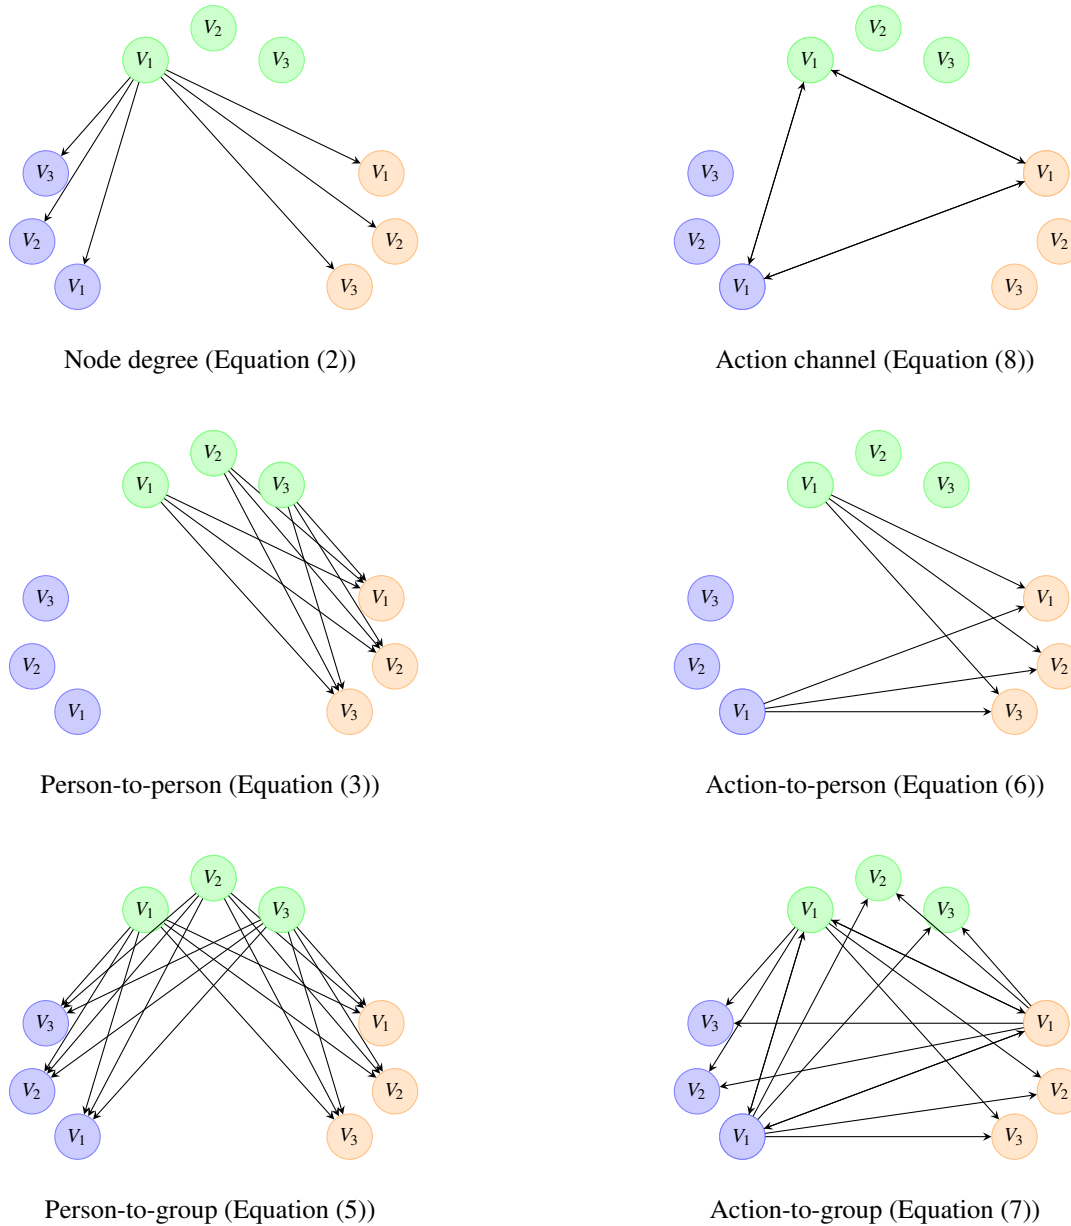 V2 V2
V1 V3 V1 V3
V3 V1 V3 V1
V2 V2 V2 V2
V1 V3 V1 V3
Node degree (Equation (2)) Action channel (Equation (8))
V2 V2
V1 V3 V1 V3
V3 V1 V3 V1
V2 V2 V2 V2
V1 V3 V1 V3
Person-to-person (Equation (3)) Action-to-person (Equation (6))
V2 V2
V1 V3 V1 V3
V3 V1 V3 V1
V2 V2 V2 V2
V1 V3 V1 V3
Person-to-group (Equation (5)) Action-to-group (Equation (7))